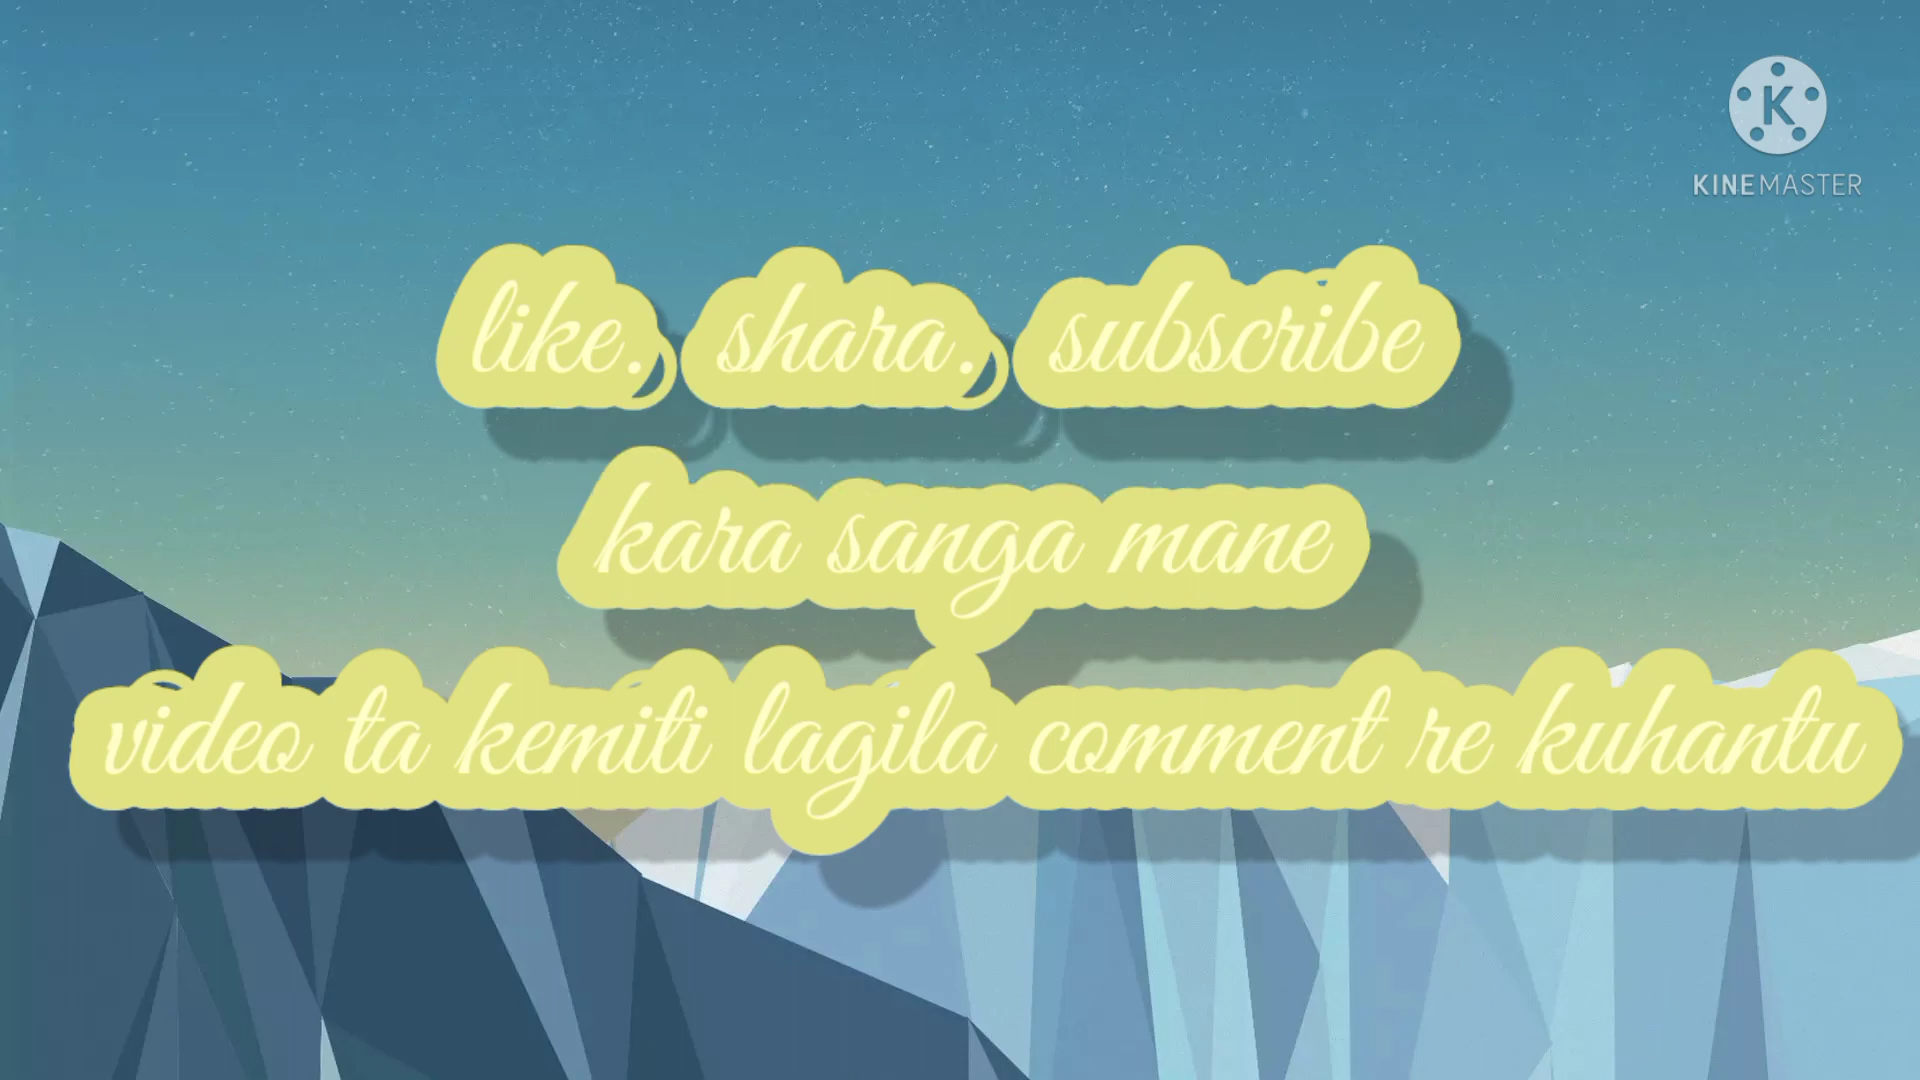 KINEMASTER
like. shara. subscribe
kara sanga mane
video ta kemiti lagila comment re kuhantu